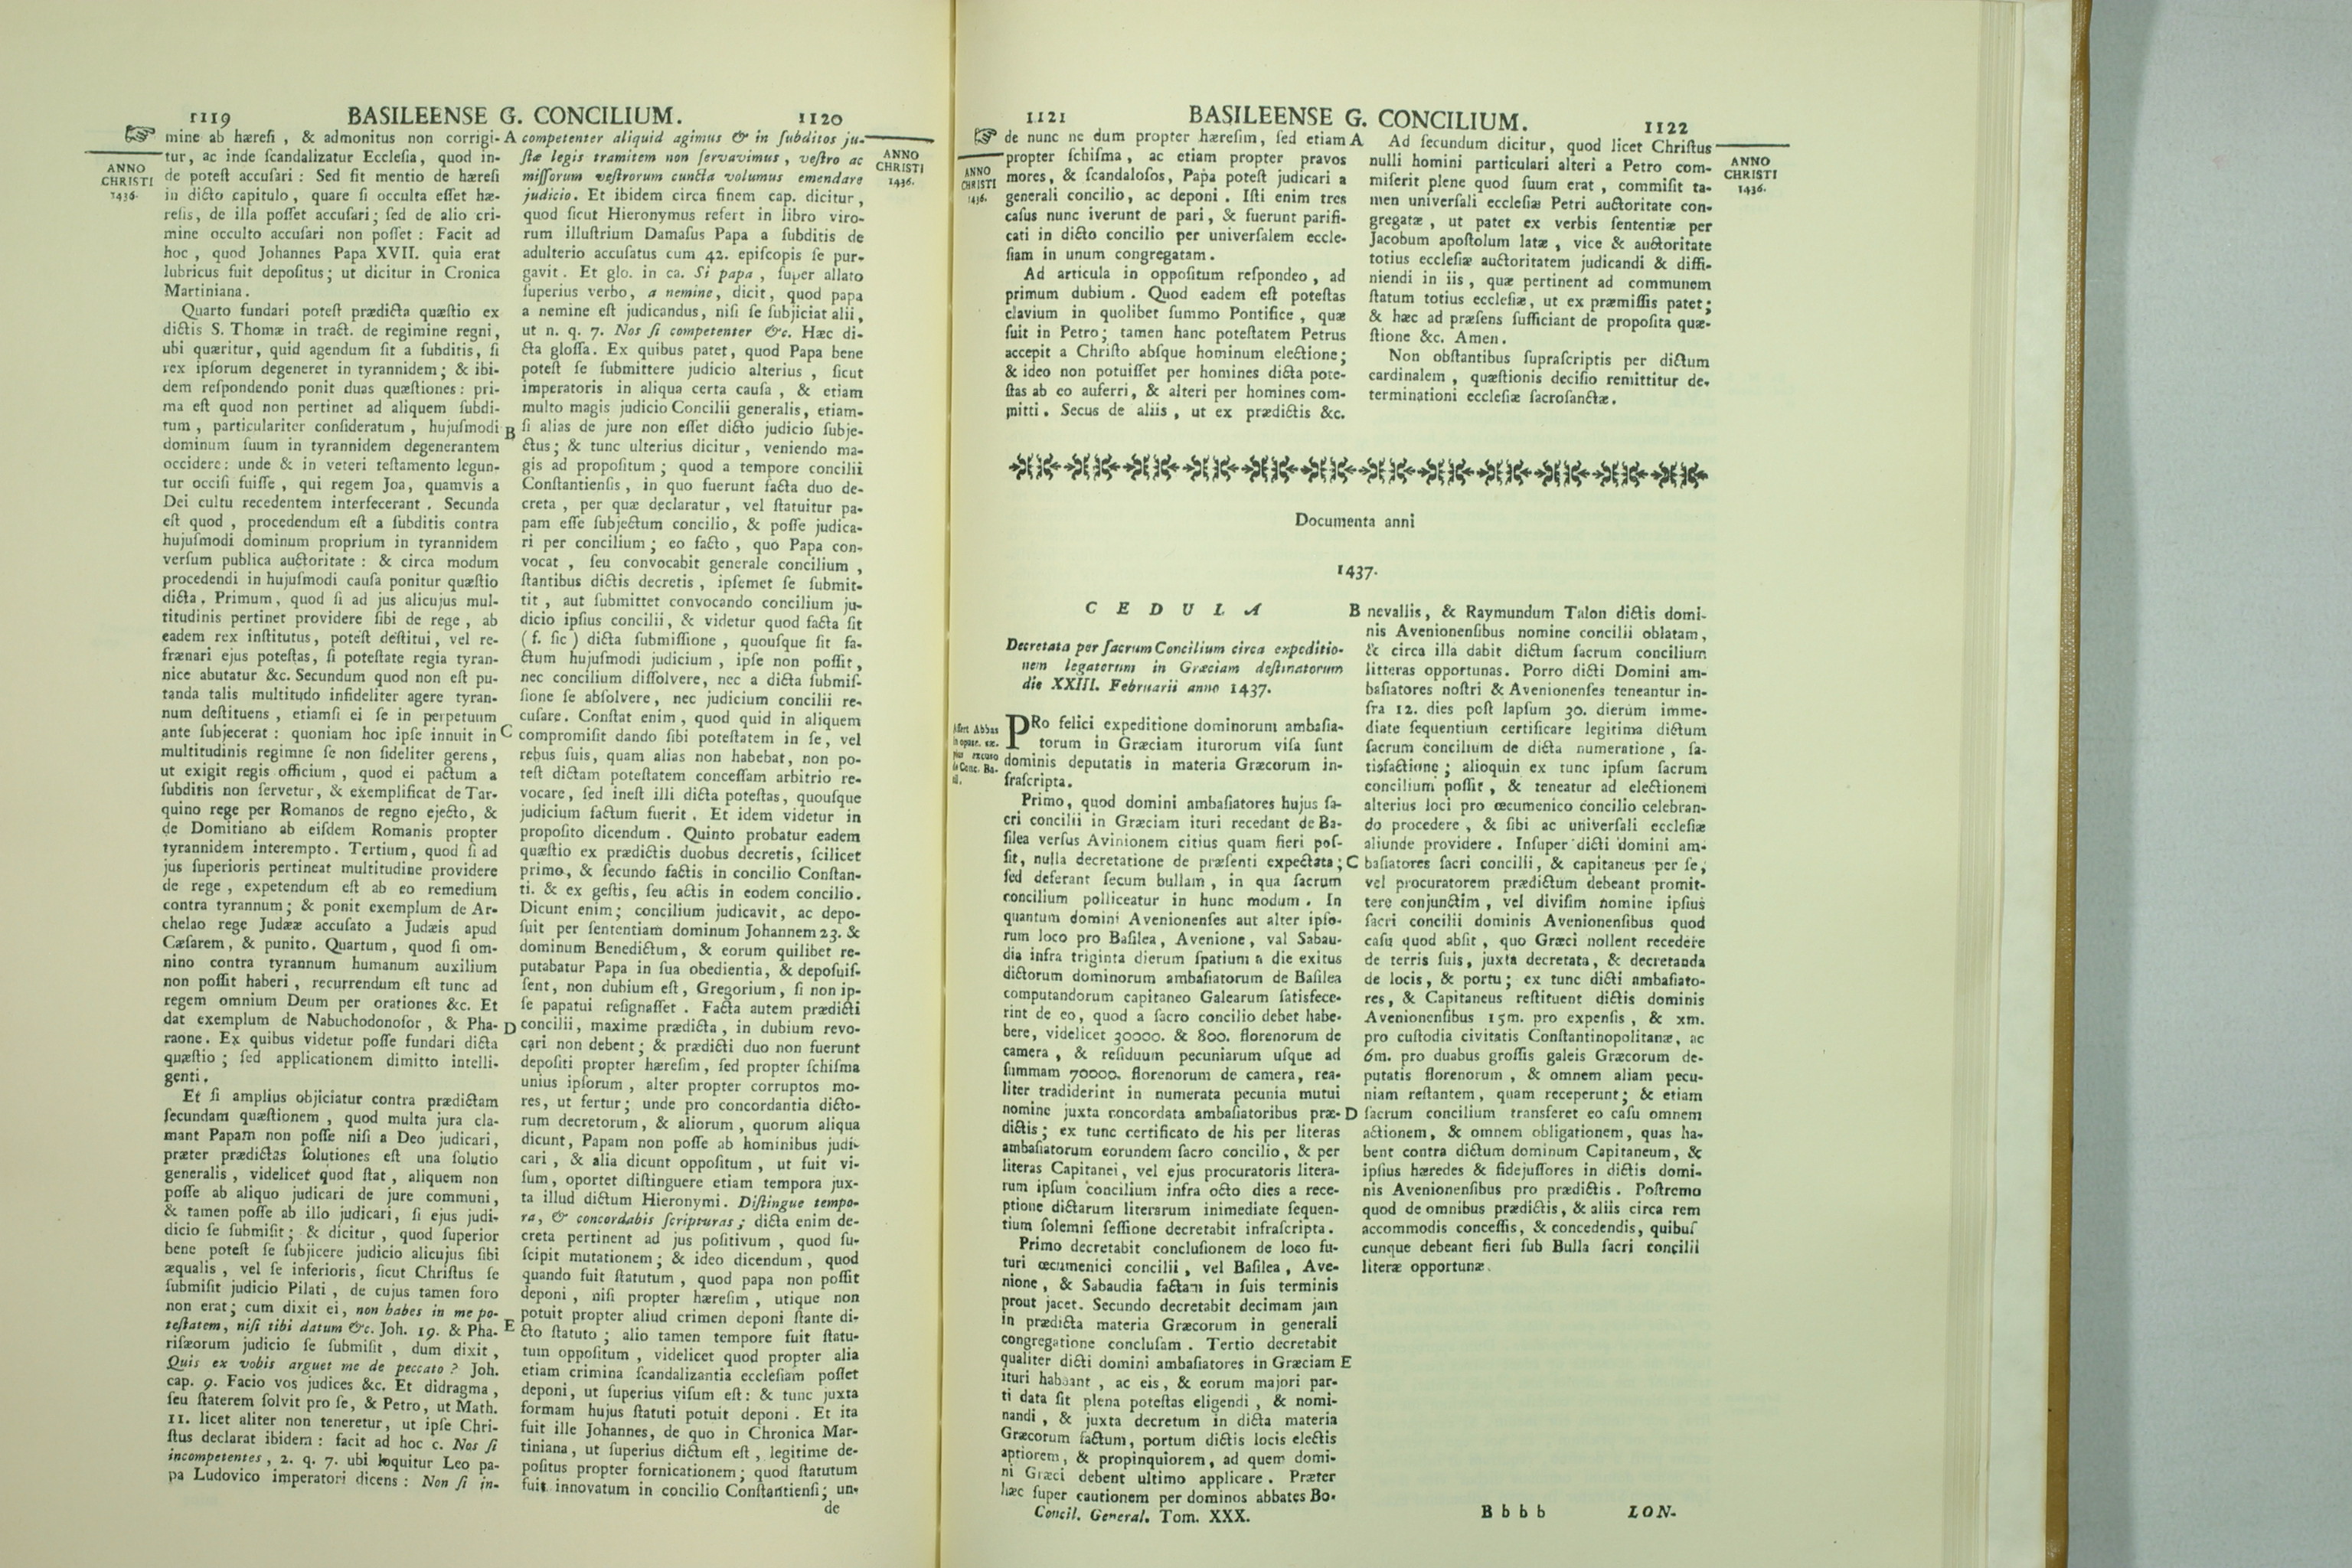 1119 BASILEENSE G. CONCILIUM. 1120
ANNO
CHRISTI
1436.
mine ab hæreſi, & admonitus non corrigi-
tur, ac inde ſcandalizatur Eccleſia, quod in-
de poteſt accuſari: Sed fit mentio de hæreſi
in dicto capitulo, quare ſi occulta eſſet hæ-
reſis, de illa poſſet accuſari; ſed de alio cri-
mine occulto accuſari non poſſet: Facit ad
hoc, quod Johannes Papa XVII. quia erat
lubricus fuit depoſitus; ut dicitur in Cronica
Martiniana.
Quarto fundari poteſt prædicta quæſtio ex
dictis S. Thomæ in tract. de regimine regni,
ubi quæritur, quid agendum ſit a ſubditis, ſi
rex ipſorum degeneret in tyrannidem; & ibi-
dem reſpondendo ponit duas quæſtiones: pri-
ma eſt quod non pertinet ad aliquem ſubdi-
tum, particulariter conſideratum, hujuſmodi
dominum ſuum in tyrannidem degenerantem
occidere: unde & in veteri teſtamento legun-
tur occiſi fuiſſe, qui regem Joa, quamvis a
Dei cultu recedentem interfecerant. Secunda
eſt quod, procedendum eſt a ſubditis contra
hujuſmodi dominum proprium in tyrannidem
verſum publica auctoritate: & circa modum
procedendi in hujuſmodi cauſa ponitur quæſtio
dicta. Primum, quod ſi ad jus alicujus mul-
titudinis pertinet providere ſibi de rege, ab
eadem rex inſtitutus, poteſt deſtitui, vel re-
frænari ejus poteſtas, ſi poteſtate regia tyran-
nice abutatur &c. Secundum quod non eſt pu-
tanda talis multitudo infideliter agere tyran-
num deſtituens, etiamſi ei ſe in perpetuum
ante ſubjecerat: quoniam hoc ipſe innuit in
multitudinis regimne ſe non fideliter gerens,
ut exigit regis officium, quod ei pactum a
ſubditis non ſervetur, & exemplificat de Tar-
quino rege per Romanos de regno ejecto, &
de Domitiano ab eiſdem Romanis propter
tyrannidem interempto. Tertium, quod ſi ad
jus ſuperioris pertineat multitudine providere
de rege, expetendum eſt ab eo remedium
contra tyrannum; & ponit exemplum de Ar-
chelao rege Judææ accuſato a Judæis apud
Cæſarem, & punito. Quartum, quod ſi om-
nino contra tyrannum humanum auxilium
non poſſit haberi, recurrendum eſt tunc ad
regem omnium Deum per orationes &c. Et
dat exemplum de Nabuchodonoſor, & Pha-
raone. Ex quibus videtur poſſe fundari dicta
quæſtio; ſed applicationem dimitto intelli-
genti.
Et ſi amplius objiciatur contra prædictam
ſecundam quæſtionem, quod multa jura cla-
mant Papam non poſſe niſi a Deo judicari,
præter prædictas ſolutiones eſt una ſolutio
generalis, videlicet quod ſtat, aliquem non
poſſe ab aliquo judicari de jure communi,
& tamen poſſe ab illo judicari, ſi ejus judi-
dicio ſe ſubmiſit; & dicitur, quod ſuperior
bene poteſt ſe ſubjicere judicio alicujus ſibi
æqualis, vel ſe inferioris, ſicut Chriſtus ſe
ſubmiſit judicio Pilati, de cujus tamen foro
non erat; cum dixit ei, non habes in me po-
teſtatem, niſi tibi datum &c. Joh. 19. & Pha-
riſæorum judicio ſe ſubmiſit, dum dixit,
Quis ex vobis arguet me de peccato? Joh.
cap. 9. Facio vos judices &c. Et didragma,
ſeu ſtaterem ſolvit pro ſe, & Petro, ut Math.
11. licet aliter non teneretur, ut ipſe Chri-
ſtus declarat ibidem: facit ad hoc c. Nos ſi
incompetentes, 2. q. 7. ubi loquitur Leo pa-
pa Ludovico imperatori dicens: Non ſi in-
A
B
C
D
E
competenter aliquid agimus & in ſubditos ju-
ſtæ legis tramitem non ſervavimus, veſtro ac
miſſorum veſtrorum cuncta volumus emendare
judicio. Et ibidem circa finem cap. dicitur,
quod ſicut Hieronymus refert in libro viro-
rum illuſtrium Damaſus Papa a ſubditis de
adulterio accuſatus cum 42. epiſcopis ſe pur-
gavit. Et glo. in ca. Si papa, ſuper allato
ſuperius verbo, a nemine, dicit, quod papa
a nemine eſt judicandus, niſi ſe ſubjiciat alii,
ut n. q. 7. Nos ſi competenter &c. Hæc di-
cta gloſſa. Ex quibus patet, quod Papa bene
poteſt ſe ſubmittere judicio alterius, ſicut
imperatoris in aliqua certa cauſa, & etiam
multo magis judicio Concilii generalis, etiam-
ſi alias de jure non eſſet dicto judicio ſubje-
ctus; & tunc ulterius dicitur, veniendo ma-
gis ad propoſitum; quod a tempore concilii
Conſtantienſis, in quo fuerunt facta duo de-
creta, per quæ declaratur, vel ſtatuitur pa-
pam eſſe ſubjectum concilio, & poſſe judica-
ri per concilium; eo facto, quo Papa con-
vocat, ſeu convocabit generale concilium,
ſtantibus dictis decretis, ipſemet ſe ſubmit-
tit, aut ſubmittet convocando concilium ju-
dicio ipſius concilii, & videtur quod facta ſit
(f. ſic) dicta ſubmiſſione, quouſque ſit fa-
ctum hujuſmodi judicium, ipſe non poſſit,
nec concilium diſſolvere, nec a dicta ſubmiſ-
ſione ſe abſolvere, nec judicium concilii re-
cuſare. Conſtat enim, quod quid in aliquem
compromiſit dando ſibi poteſtatem in ſe, vel
rebus ſuis, quam alias non habebat, non po-
teſt dictam poteſtatem conceſſam arbitrio re-
vocare, ſed ineſt illi dicta poteſtas, quouſque
judicium factum fuerit. Et idem videtur in
propoſito dicendum. Quinto probatur eadem
quæſtio ex prædictis duobus decretis, ſcilicet
primo, & ſecundo factis in concilio Conſtan-
ti. & ex geſtis, ſeu actis in eodem concilio.
Dicunt enim; concilium judicavit, ac depo-
ſuit per ſententiam dominum Johannem 23. &
dominum Benedictum, & eorum quilibet re-
putabatur Papa in ſua obedientia, & depoſuiſ-
ſent, non dubium eſt, Gregorium, ſi non ip-
ſe papatui reſignaſſet. Facta autem prædicti
concilii, maxime prædicta, in dubium revo-
cari non debent; & prædicti duo non fuerunt
depoſiti propter hæreſim, ſed propter ſchiſma
unius ipſorum, alter propter corruptos mo-
res, ut fertur; unde pro concordantia dicto-
rum decretorum, & aliorum, quorum aliqua
dicunt, Papam non poſſe ab hominibus judi-
cari, & alia dicunt oppoſitum, ut fuit vi-
ſum, oportet diſtinguere etiam tempora jux-
ta illud dictum Hieronymi. Diſtingue tempo-
ra, & concordabis ſcripturas; dicta enim de-
creta pertinent ad jus poſitivum, quod ſu-
ſcipit mutationem; & ideo dicendum, quod
quando fuit ſtatutum, quod papa non poſſit
deponi, niſi propter hæreſim, utique non
potuit propter aliud crimen deponi ſtante di-
cto ſtatuto; alio tamen tempore fuit ſtatu-
tum oppoſitum, videlicet quod propter alia
etiam crimina ſcandalizantia eccleſiam poſſet
deponi, ut ſuperius viſum eſt: & tunc juxta
formam hujus ſtatuti potuit deponi. Et ita
fuit ille Johannes, de quo in Chronica Mar-
tiniana, ut ſuperius dictum eſt, legitime de-
poſitus propter fornicationem; quod ſtatutum
fuit innovatum in concilio Conſtantienſi; un-
de
ANNO
CHRISTI
1436.
1121 BASILEENSE G. CONCILIUM. 1122
ANNO
CHRISTI
1436.
de nunc ne dum propter hæreſim, ſed etiam
propter ſchiſma, ac etiam propter pravos
mores, & ſcandaloſos, Papa poteſt judicari a
generali concilio, ac deponi. Iſti enim tres
caſus nunc iverunt de pari, & fuerunt parifi-
cati in dicto concilio per univerſalem eccle-
ſiam in unum congregatam.
Ad articula in oppoſitum reſpondeo, ad
primum dubium. Quod eadem eſt poteſtas
clavium in quolibet ſummo Pontifice, quæ
fuit in Petro; tamen hanc poteſtatem Petrus
accepit a Chriſto abſque hominum electione;
& ideo non potuiſſet per homines dicta pote-
ſtas ab eo auferri, & alteri per homines com-
mitti. Secus de aliis, ut ex prædictis &c.
A
Ad ſecundum dicitur, quod licet Chriſtus
nulli homini particulari alteri a Petro com-
miſerit plene quod ſuum erat, commiſit ta-
men univerſali eccleſiæ Petri auctoritate con-
gregatæ, ut patet ex verbis ſententiæ per
Jacobum apoſtolum latæ, vice & auctoritate
totius eccleſiæ auctoritatem judicandi & diffi-
niendi in iis, quæ pertinent ad communem
ſtatum totius eccleſiæ, ut ex præmiſſis patet;
& hæc ad præſens ſufficiant de propoſita quæ-
ſtione &c. Amen.
Non obſtantibus ſupraſcriptis per dictum
cardinalem, quæſtionis deciſio remittitur de-
terminationi eccleſiæ ſacroſanctæ.
ANNO
CHRISTI
1436.
Documenta anni
1437.
CEDULA
Decretata per ſacrum Concilium circa expeditio-
nem legatorum in Græciam deſtinatorum
die XXIII. Februarii anno 1437.
Abbas
PRo felici expeditione dominorum ambaſia-
torum in Græciam iturorum viſa ſunt
dominis deputatis in materia Græcorum in-
fraſcripta.
Primo, quod domini ambaſiatores hujus ſa-
cri concilii in Græciam ituri recedant de Ba-
ſilea verſus Avinionem citius quam fieri poſ-
ſit, nulla decretatione de præſenti expectata;
ſed deferant ſecum bullam, in qua ſacrum
concilium polliceatur in hunc modum. In
quantum domini Avenionenſes aut alter ipſo-
rum loco pro Baſilea, Avenione, val Sabau-
dia infra triginta dierum ſpatium a die exitus
dictorum dominorum ambaſiatorum de Baſilea
computandorum capitaneo Galearum ſatisfece-
rint de eo, quod a ſacro concilio debet habe-
bere, videlicet 30000. & 800. florenorum de
camera, & reſiduum pecuniarum uſque ad
ſummam 70000. florenorum de camera, rea-
liter tradiderint in numerata pecunia mutui
nomine juxta concordata ambaſiatoribus præ-
dictis; ex tunc certificato de his per literas
ambaſiatorum eorundem ſacro concilio, & per
literas Capitanei, vel ejus procuratoris litera-
rum ipſum concilium infra octo dies a rece-
ptione dictarum literarum inimediate ſequen-
tium ſolemni ſeſſione decretabit infraſcripta.
Primo decretabit concluſionem de loco fu-
turi œcumenici concilii, vel Baſilea, Ave-
nione, & Sabaudia factam in ſuis terminis
prout jacet. Secundo decretabit decimam jam
in prædicta materia Græcorum in generali
congregatione concluſam. Tertio decretabit
qualiter dicti domini ambaſiatores in Græciam
ituri habeant, ac eis, & eorum majori par-
ti data ſit plena poteſtas eligendi, & nomi-
nandi, & juxta decretum in dicta materia
Græcorum factum, portum dictis locis electis
aptiorem, & propinquiorem, ad quem domi-
ni Græci debent ultimo applicare. Præter
hæc ſuper cautionem per dominos abbates Bo-
Concil. General. Tom. XXX.
B
C
D
E
nevallis, & Raymundum Talon dictis domi-
nis Avenionenſibus nomine concilii oblatam,
& circa illa dabit dictum ſacrum concilium
litteras opportunas. Porro dicti Domini am-
baſiatores noſtri & Avenionenſes teneantur in-
fra 12. dies poſt lapſum 30. dierum imme-
diate ſequentium certificare legitima dictum
ſacrum concilium de dicta numeratione, ſa-
tisfactione; alioquin ex tunc ipſum ſacrum
concilium poſſit, & teneatur ad electionem
alterius loci pro œcumenico concilio celebran-
do procedere, & ſibi ac univerſali eccleſiæ
aliunde providere. Inſuper dicti domini am-
baſiatores ſacri concilii, & capitaneus per ſe,
vel procuratorem prædictum debeant promit-
tere conjunctim, vel diviſim nomine ipſius
ſacri concilii dominis Avenionenſibus quod
caſu quod abſit, quo Græci nollent recedere
de terris ſuis, juxta decretata, & decretanda
de locis, & portu; ex tunc dicti ambaſiato-
res, & Capitaneus reſtituent dictis dominis
Avenionenſibus 15m. pro expenſis, & xm.
pro cuſtodia civitatis Conſtantinopolitanæ, ac
6m. pro duabus groſſis galeis Græcorum de-
putatis florenorum, & omnem aliam pecu-
niam reſtantem, quam receperunt; & etiam
ſacrum concilium transferet eo caſu omnem
actionem, & omnem obligationem, quas ha-
bent contra dictum dominum Capitaneum, &
ipſius hæredes & fidejuſſores in dictis domi-
nis Avenionenſibus pro prædictis. Poſtremo
quod de omnibus prædictis, & aliis circa rem
accommodis conceſſis, & concedendis, quibuſ
cunque debeant fieri ſub Bulla ſacri concilii
literæ opportunæ.
Bbbb LON-